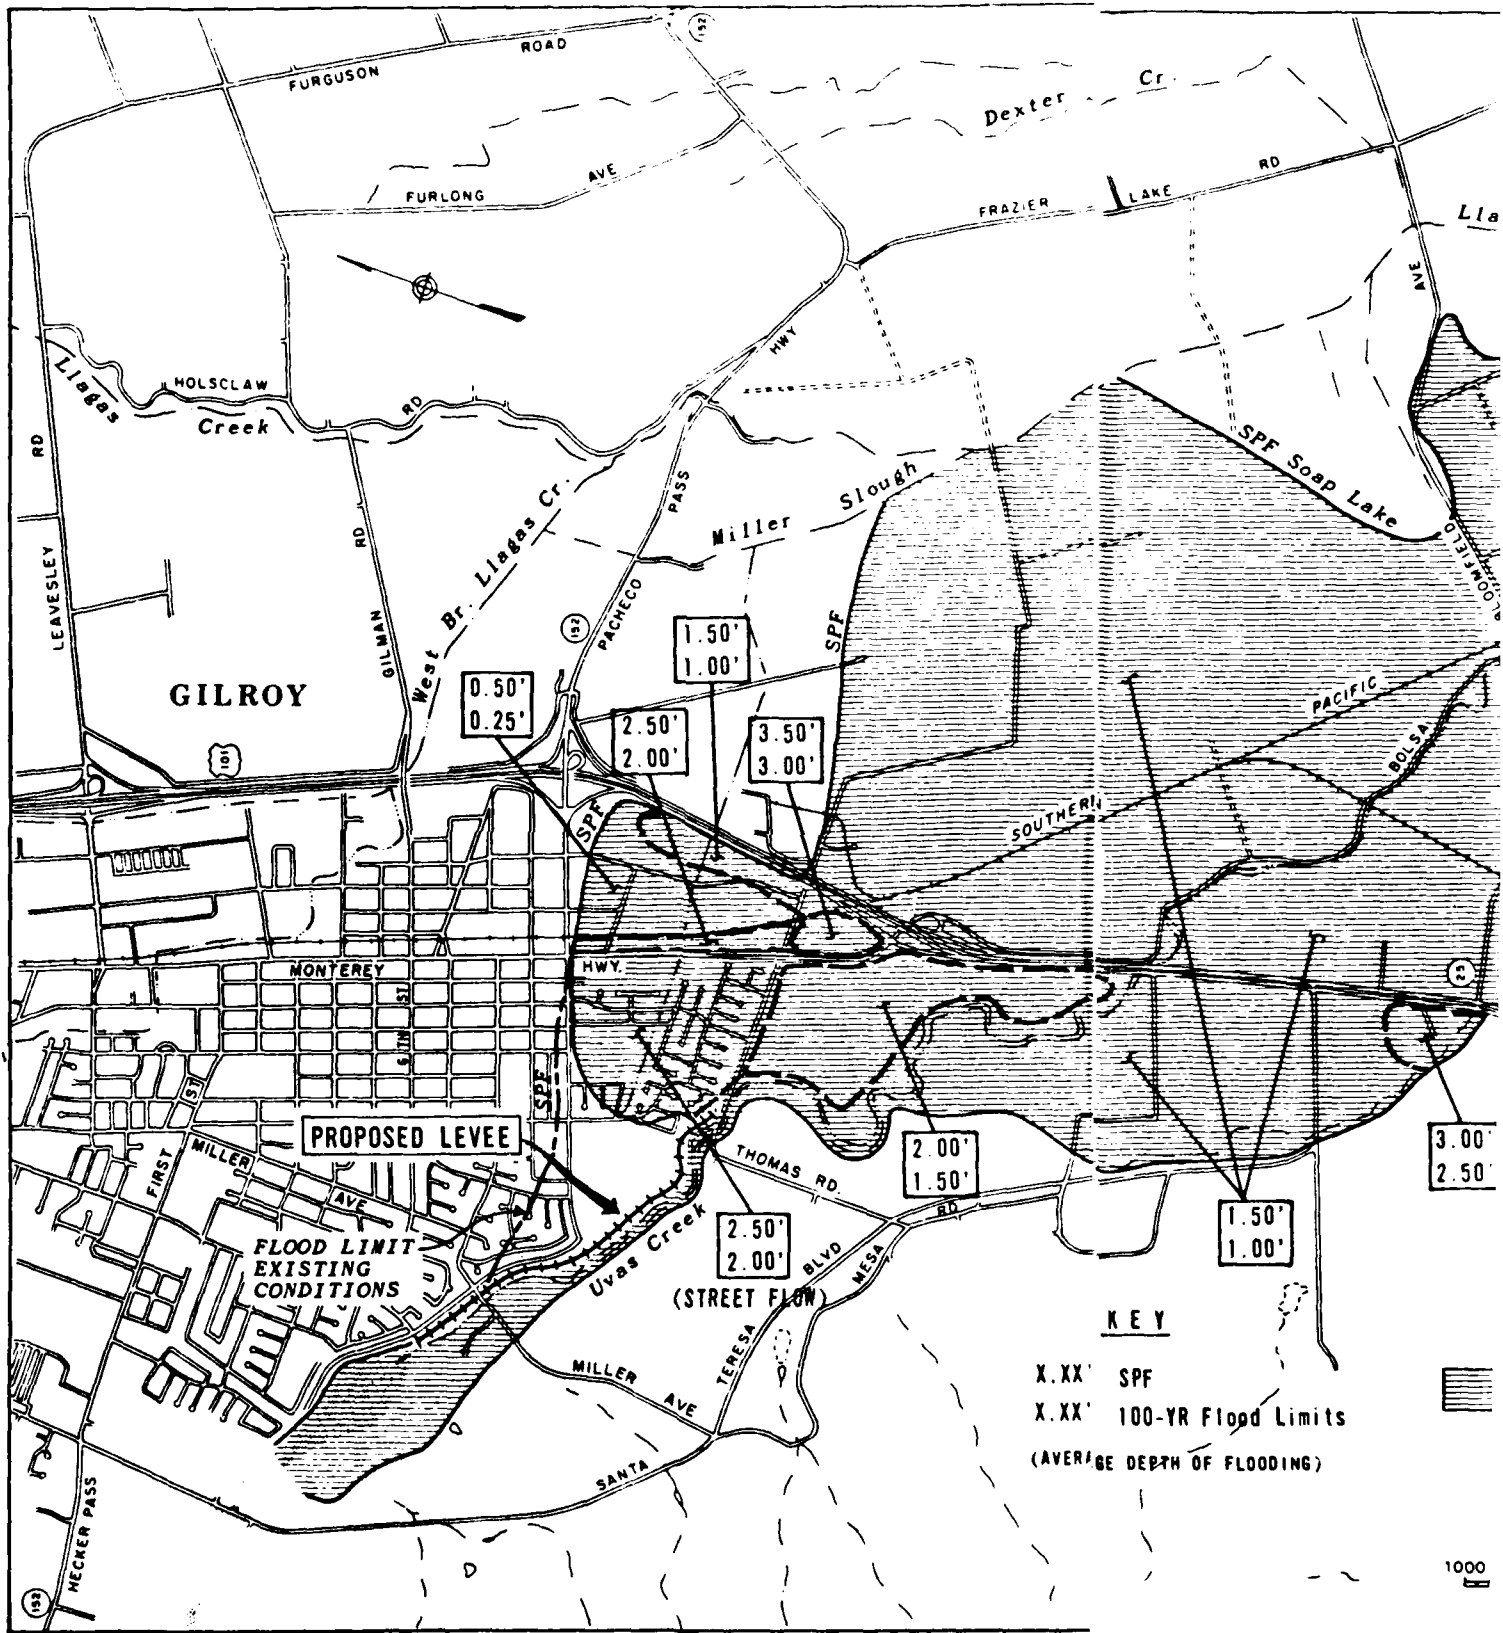 152
FURGUSON ROAD
Dexter Cr.
FURLONG AVE
FRAZIER LAKE RD
Lla
AVE
HWY
RD
Llagas
Creek
HOLSCLAW RD
SPF Soap Lake
PASS
Miller Slough
West Br. Llagas Cr.
RD
LEAVESLEY
GILMAN
152
PACHECO
SPF
1.50'
1.00'
GILROY
0.50'
0.25'
2.50'
2.00'
3.50'
3.00'
PACIFIC
BOLSA
101
SPF
SOUTHERN
MONTEREY
HWY.
25
6TH
ST
SPF
ST
PROPOSED LEVEE
FIRST
MILLER
AVE
THOMAS RD.
2.00'
1.50'
3.00'
2.50'
RD
FLOOD LIMIT
EXISTING
CONDITIONS
Uvas Creek
2.50'
2.00'
(STREET FLOW)
BLVD
MESA
1.50'
1.00'
TERESA
KEY
MILLER AVE
X.XX' SPF
X.XX' 100-YR Flood Limits
(AVERAGE DEPTH OF FLOODING)
SANTA
HECKER PASS
152
1000